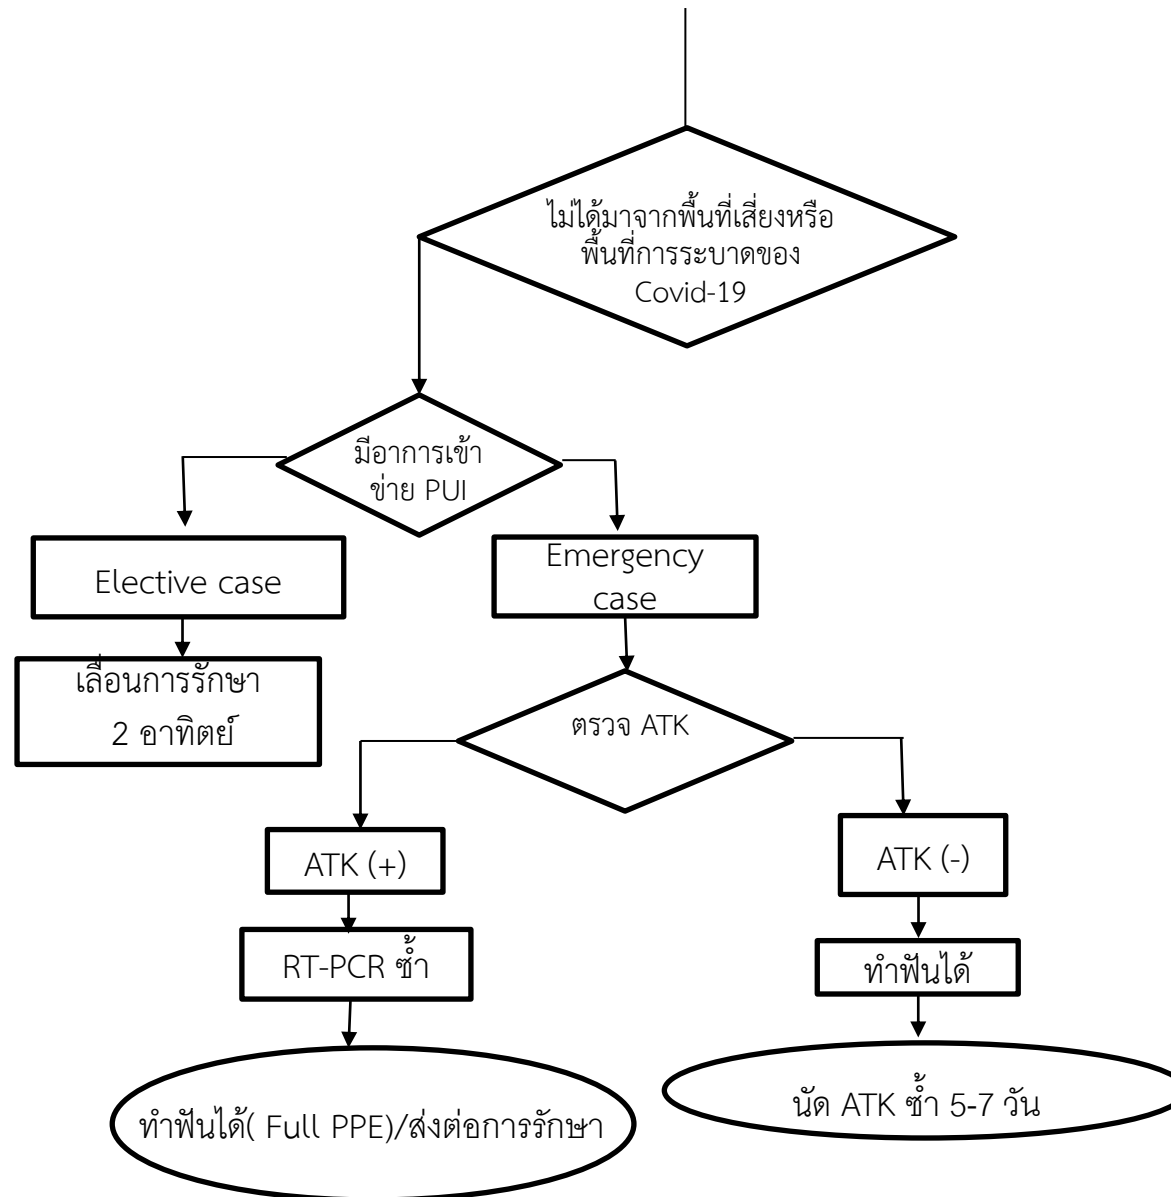 ไม่ได้มาจากพื้นที่เสี่ยงหรือ
พื้นที่การระบาดของ
Covid-19
มีอาการเข้า
ข่าย PUI
Elective case
Emergency
case
เลื่อนการรักษา
2 อาทิตย์
ตรวจ ATK
ATK (+)
ATK (-)
RT-PCR ซ้ำ
ทำฟันได้
ทำฟันได้( Full PPE)/ส่งต่อการรักษา
นัด ATK ซ้ำ 5-7 วัน